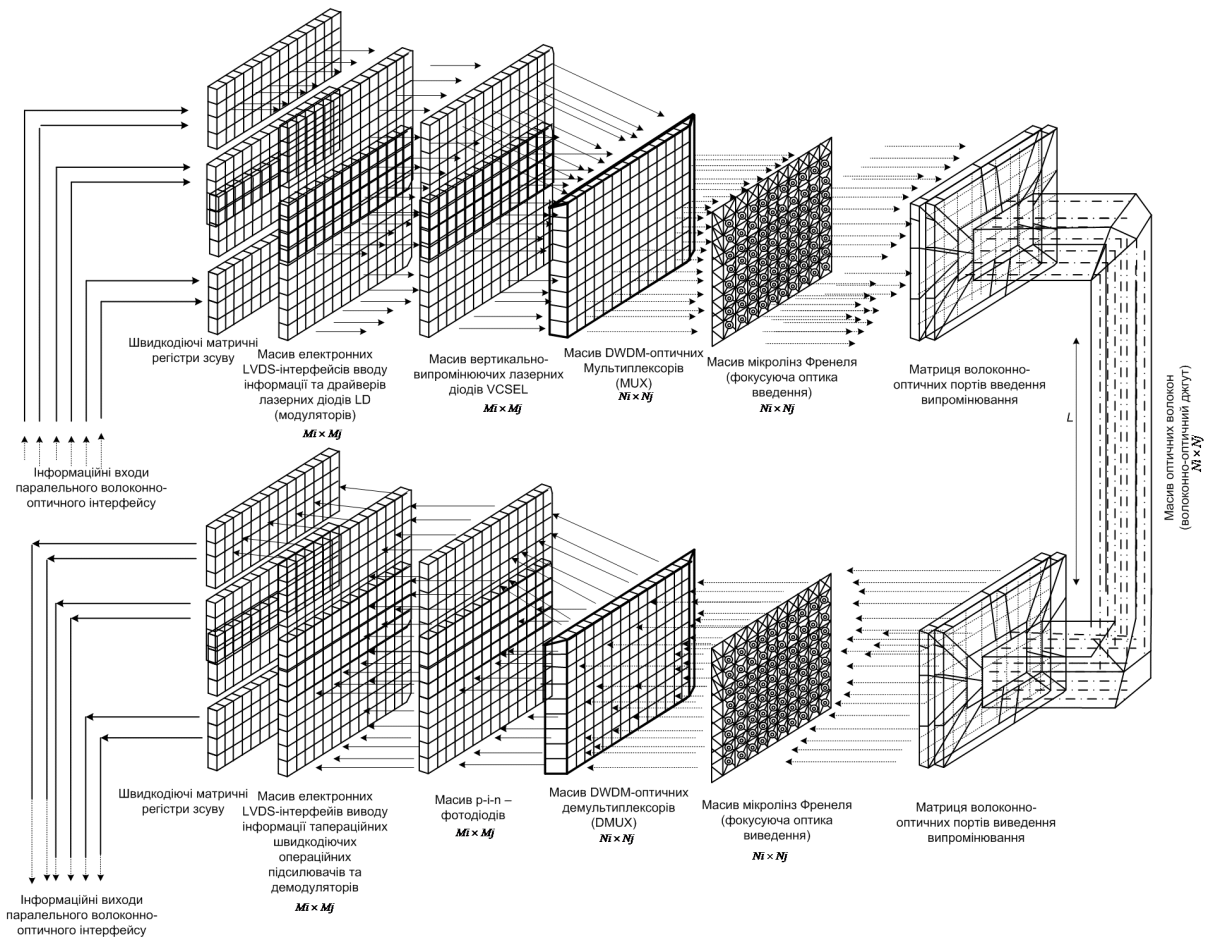 Швидкодіючі матричні
регістри зсуву
Масив електронних
LVDS-інтерфейсів вводу
інформації та драйверів
лазерних діодів LD
(модуляторів)
Mi × Mj
Масив вертикально-
випромінюючих лазерних
діодів VCSEL
Mi × Mj
Масив DWDM-оптичних
Мультиплексорів
(MUX)
Ni × Nj
Масив мікролінз Френеля
(фокусуюча оптика
введення)
Ni × Nj
Матриця волоконно-
оптичних портів введення
випромінювання
L
Масив оптичних волокон
(волоконно-оптичний джгут)
Ni × Nj
Інформаційні входи
паралельного волоконно-
оптичного інтерфейсу
Швидкодіючі матричні
регістри зсуву
Масив електронних
LVDS-інтерфейів виводу
інформації тапераційних
швидкодіючих
операційних
підсилювачів та
демодуляторів
Mi × Mj
Масив p-i-n –
фотодіодів
Mi × Mj
Масив DWDM-оптичних
демультиплексорів
(DMUX)
Ni × Nj
Масив мікролінз Френеля
(фокусуюча оптика
виведення)
Ni × Nj
Матриця волоконно-
оптичних портів виведення
випромінювання
Інформаційні виходи
паралельного волоконно-
оптичного інтерфейсу